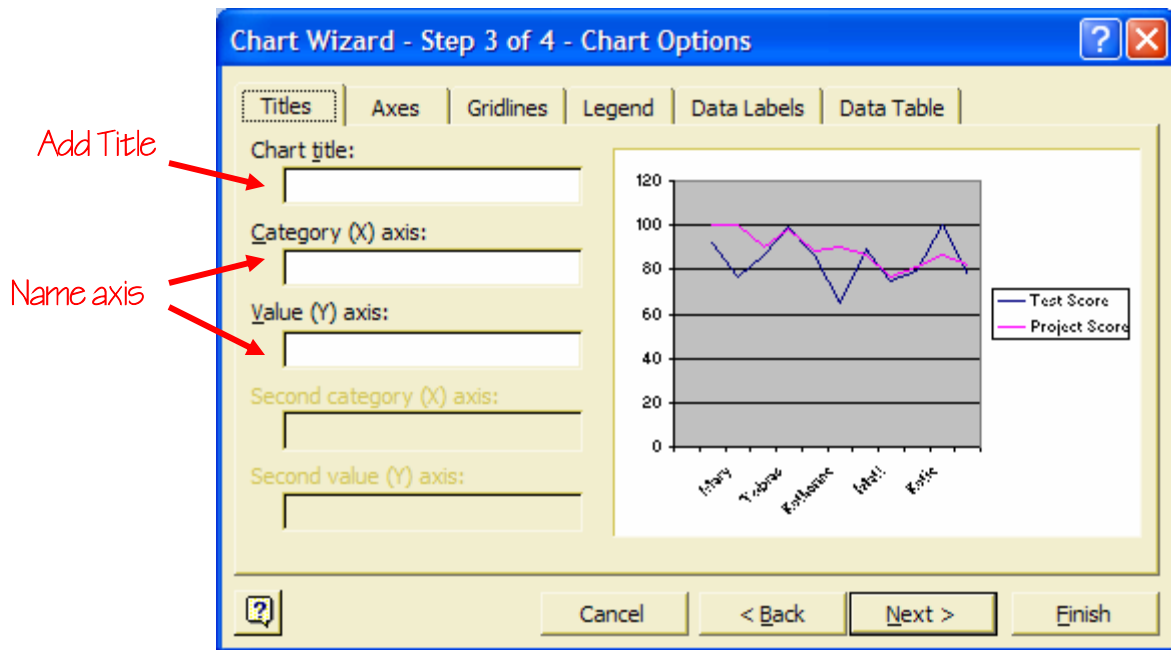 Chart Wizard - Step 3 of 4 - Chart Options
Titles
Axes
Gridlines
Legend
Data Labels
Data Table
Add Title
Chart title:
Category (X) axis:
Name axis
Value (Y) axis:
Second category (X) axis:
Second value (Y) axis:
120
100
80
60
40
20
0
Mary
Tobias
Katherine
Matt
Katie
Test Score
Project Score
Cancel
< Back
Next >
Finish